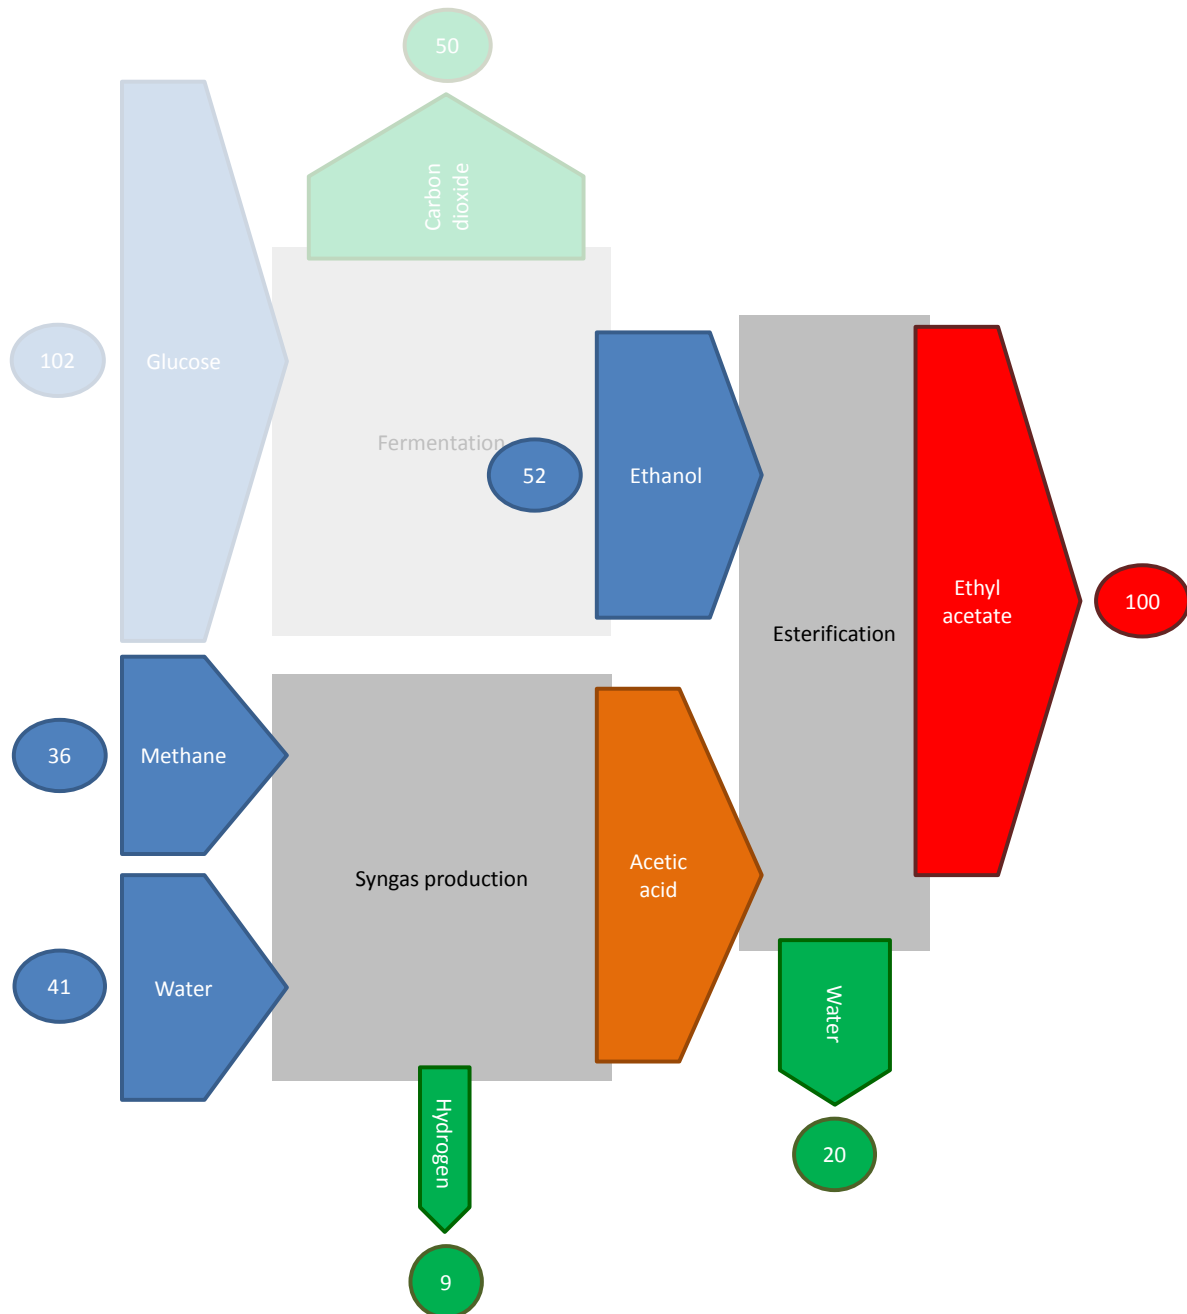 50
Carbon
dioxide
102
Glucose
Fermentation
52
Ethanol
Ethyl
acetate
100
Esterification
36
Methane
Syngas production
Acetic
acid
41
Water
Water
Hydrogen
20
9